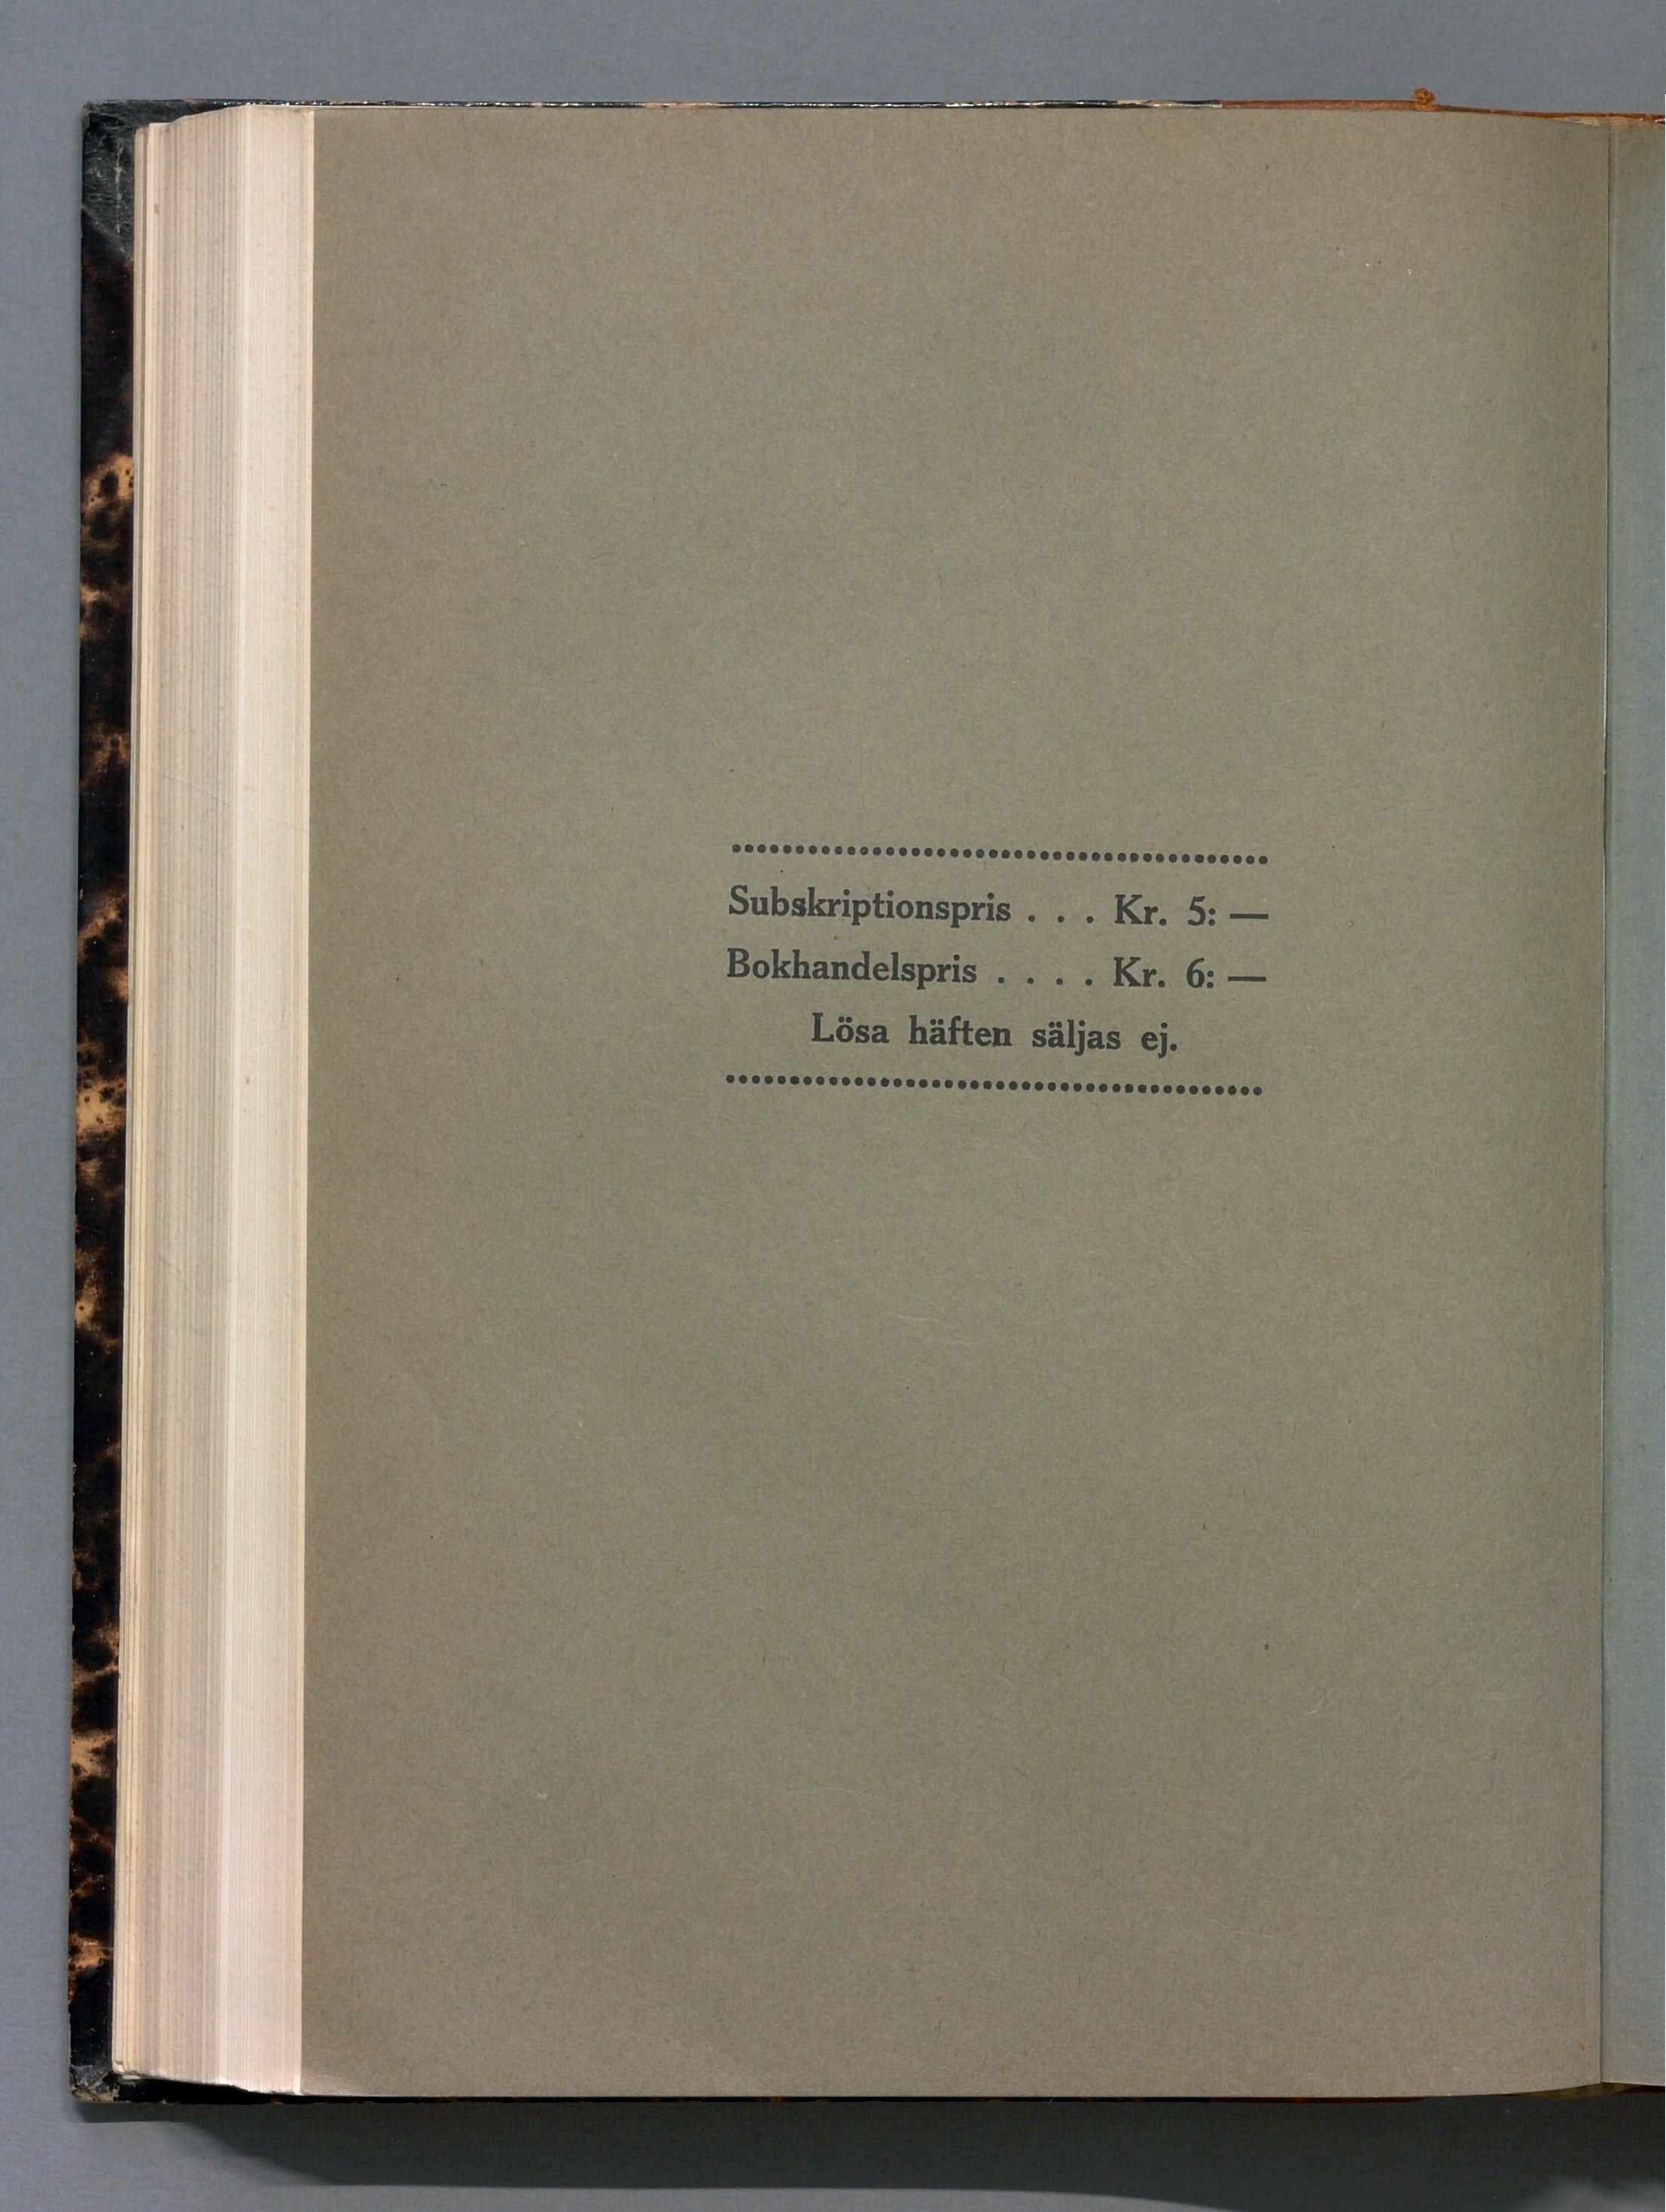 Subskriptionspris . . . Kr. 5: —
Bokhandelspris . . . . Kr. 6: —
Lösa häften säljas ej.